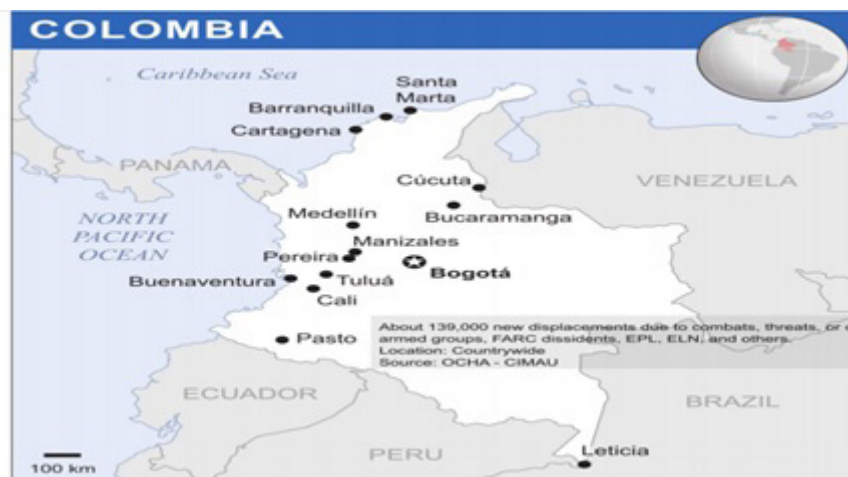 COLOMBIA
Caribbean Sea
Santa
Marta
Barranquilla
Cartagena
PANAMA
Cúcuta
VENEZUELA
Medellín
Bucaramanga
NORTH
PACIFIC
OCEAN
Manizales
Pereira
Bogotá
Buenaventura
Tuluá
Cali
About 139,000 new displacements due to combats, threats, or
armed groups, FARC dissidents, EPL, ELN, and others.
Location: Countrywide
Source: OCHA - CIMAU
Pasto
ECUADOR
BRAZIL
PERU
Leticia
100 km